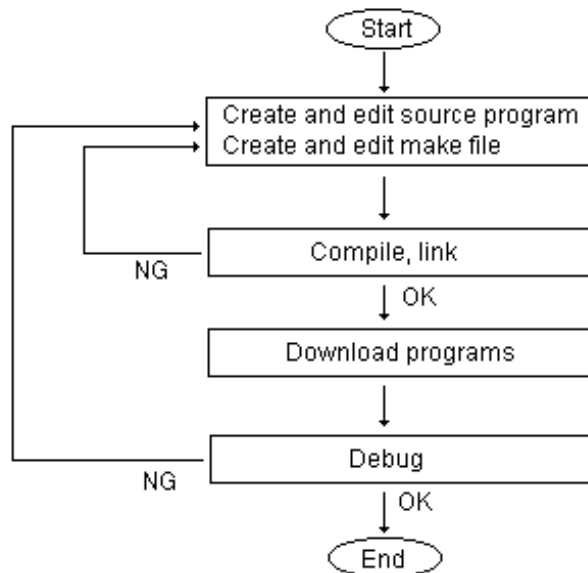 Start
Create and edit source program
Create and edit make file
Compile, link
NG
OK
Download programs
Debug
NG
OK
End